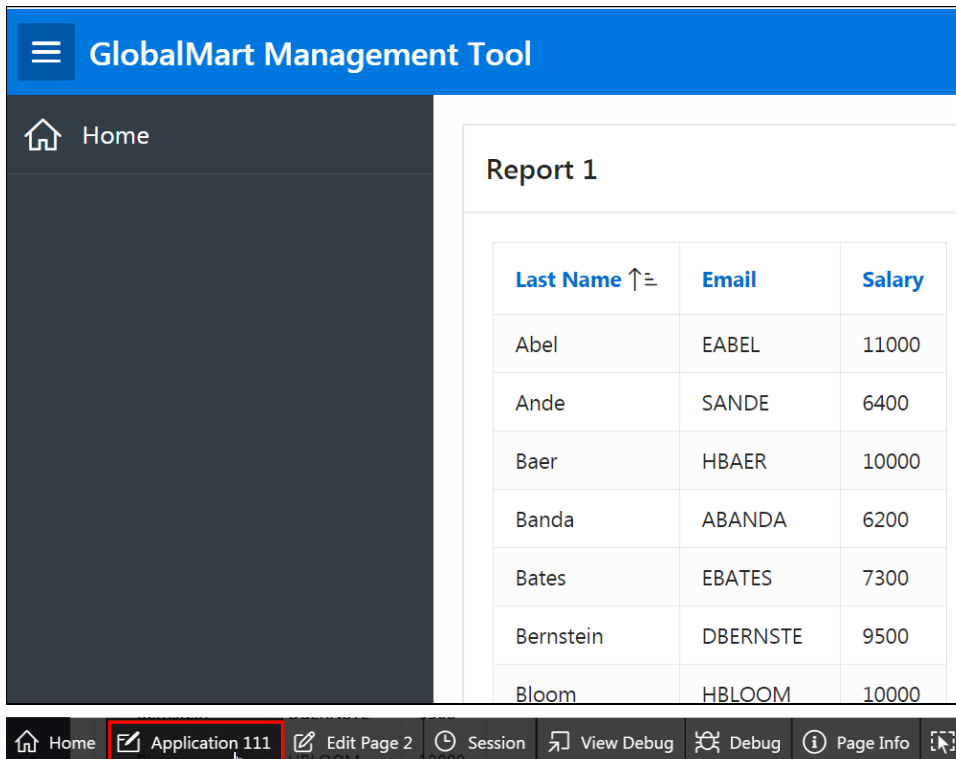 GlobalMart Management Tool
Home
Report 1
Last Name Email Salary
Abel EABEL 11000
Ande SANDE 6400
Baer HBAER 10000
Banda ABANDA 6200
Bates EBATES 7300
Bernstein DBERNSTE 9500
Bloom HBLOOM 10000
Home Application 111 Edit Page 2 Session View Debug Debug Page Info